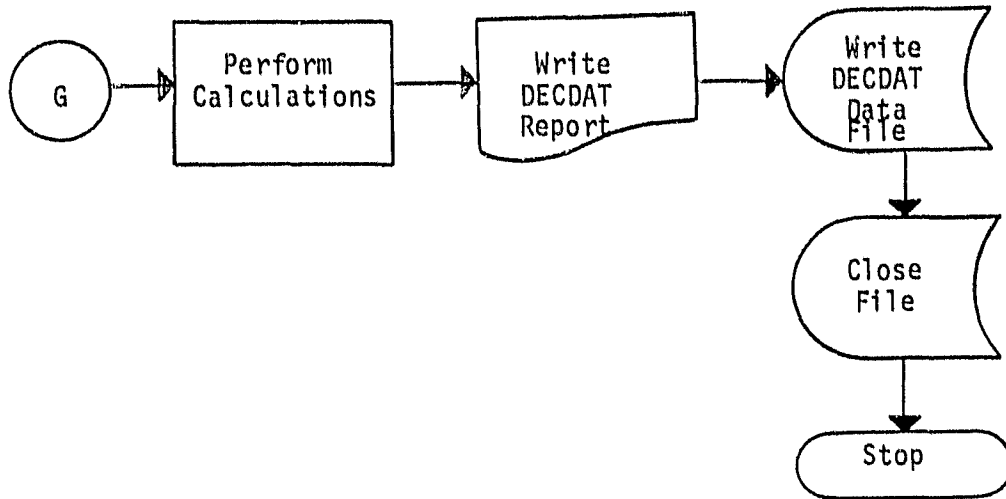 G
Perform
Calculations
Write
DECDAT
Report
Write
DECDAT
Data
File
Close
File
Stop